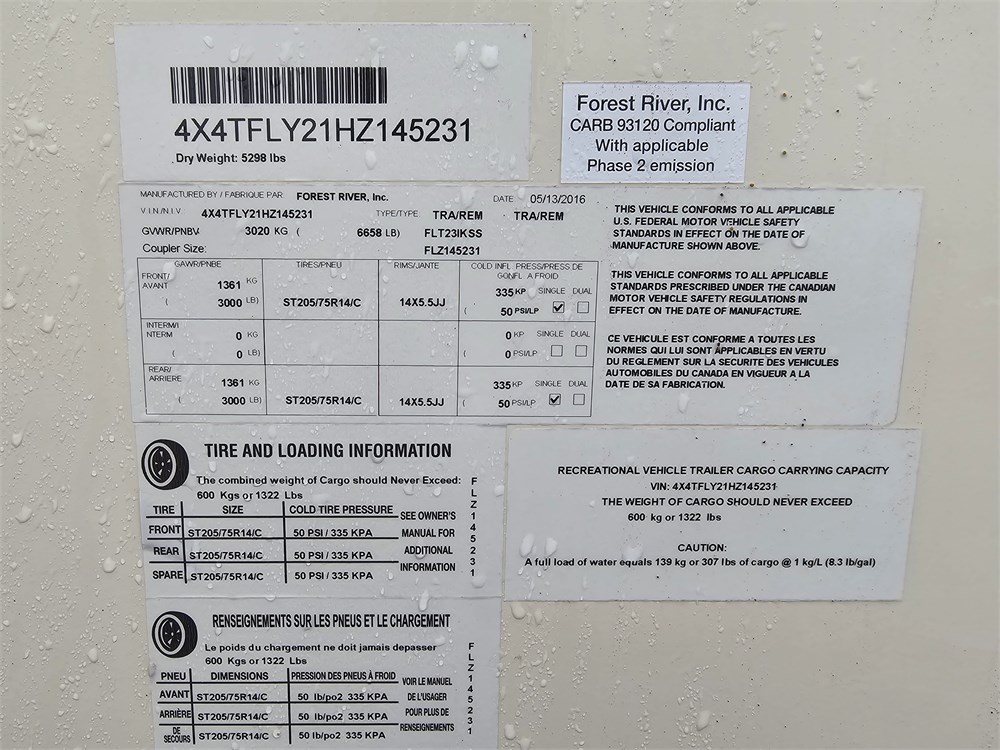 4X4TFLY21HZ145231
Dry Weight: 5298 lbs
Forest River, Inc.
CARB 93120 Compliant
With applicable
Phase 2 emission
MANUFACTURED BY / FABRIQUE PAR FOREST RIVER, Inc. DATE 05/13/2016
V.I.N/N.I.V. 4X4TFLY21HZ145231 TYPE/TYPE TRA/REM TRA/REM
GVWR/PNBV 3020 KG ( 6658 LB) FLT23IKSS
Coupler Size: FLZ145231
GAWR/PNBE TIRES/PNEU RIMS/JANTE COLD INFL. PRESS/PRESS DE
GONFL A FROID
FRONT/
AVANT 1361 KG 335 KP SINGLE DUAL
( 3000 LB) ST205/75R14/C 14X5.5JJ ( 50 PSI/LP
INTERM/I
NTERM 0 KG 0 KP SINGLE DUAL
( 0 LB) ( 0 PSI/LP
REAR/
ARRIERE 1361 KG 335 KP SINGLE DUAL
( 3000 LB) ST205/75R14/C 14X5.5JJ ( 50 PSI/LP
THIS VEHICLE CONFORMS TO ALL APPLICABLE
U.S. FEDERAL MOTOR VEHICLE SAFETY
STANDARDS IN EFFECT ON THE DATE OF
MANUFACTURE SHOWN ABOVE.
THIS VEHICLE CONFORMS TO ALL APPLICABLE
STANDARDS PRESCRIBED UNDER THE CANADIAN
MOTOR VEHICLE SAFETY REGULATIONS IN
EFFECT ON THE DATE OF MANUFACTURE.
CE VEHICULE EST CONFORME A TOUTES LES
NORMES QUI LUI SONT APPLICABLES EN VERTU
DU REGLEMENT SUR LA SECURITE DES VEHICULES
AUTOMOBILES DU CANADA EN VIGUEUR A LA
DATE DE SA FABRICATION.
TIRE AND LOADING INFORMATION
The combined weight of Cargo should Never Exceed:
600 Kgs or 1322 Lbs
TIRE SIZE COLD TIRE PRESSURE SEE OWNER'S
FRONT ST205/75R14/C 50 PSI / 335 KPA MANUAL FOR
REAR ST205/75R14/C 50 PSI / 335 KPA ADDITIONAL
SPARE ST205/75R14/C 50 PSI / 335 KPA INFORMATION
FLZ145231
RECREATIONAL VEHICLE TRAILER CARGO CARRYING CAPACITY
VIN: 4X4TFLY21HZ145231
THE WEIGHT OF CARGO SHOULD NEVER EXCEED
600 kg or 1322 lbs
CAUTION:
A full load of water equals 139 kg or 307 lbs of cargo @ 1 kg/L (8.3 lb/gal)
RENSEIGNEMENTS SUR LES PNEUS ET LE CHARGEMENT
Le poids du chargement ne doit jamais depasser
600 Kgs or 1322 Lbs
PNEU DIMENSIONS PRESSION DES PNEUS À FROID VOIR LE MANUEL
AVANT ST205/75R14/C 50 lb/po2 335 KPA DE L'USAGER
ARRIÈRE ST205/75R14/C 50 lb/po2 335 KPA POUR PLUS DE
DE
SECOURS ST205/75R14/C 50 lb/po2 335 KPA RENSEIGNEMENTS
FLZ145231